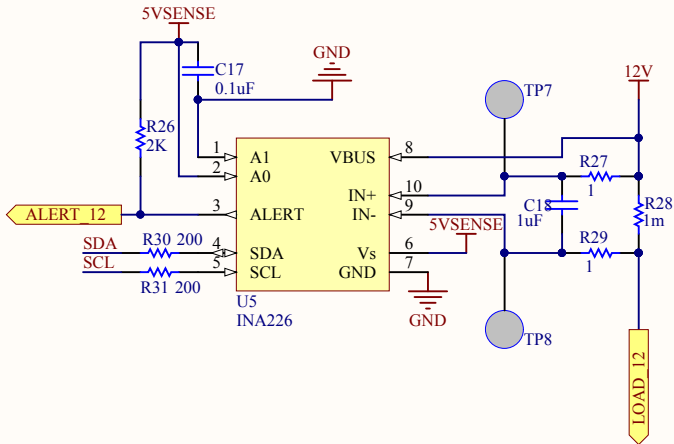 5VSENSE
GND
C17
0.1uF
12V
TP7
R26
2K
1
A1
VBUS
8
R27
1
2
A0
IN+
10
C18
1uF
R28
1m
ALERT_12
3
ALERT
IN-
9
5VSENSE
SDA
R30 200
4
SDA
Vs
6
R29
1
SCL
R31 200
5
SCL
GND
7
U5
INA226
GND
TP8
LOAD_12